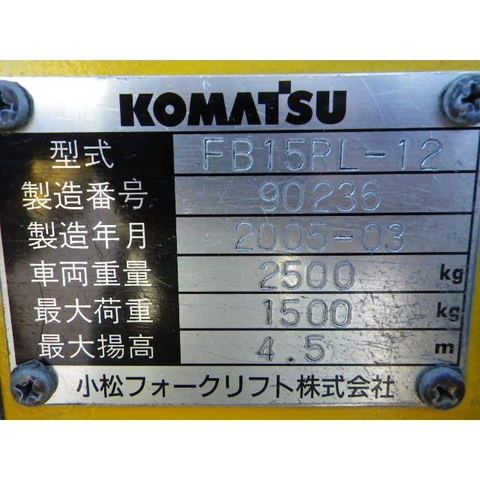 KOMATSU
型式 FB15RL-12
製造番号 90236
製造年月 2005-03
車両重量 2500 kg
最大荷重 1500 kg
最大揚高 4.5 m
小松フォークリフト株式会社